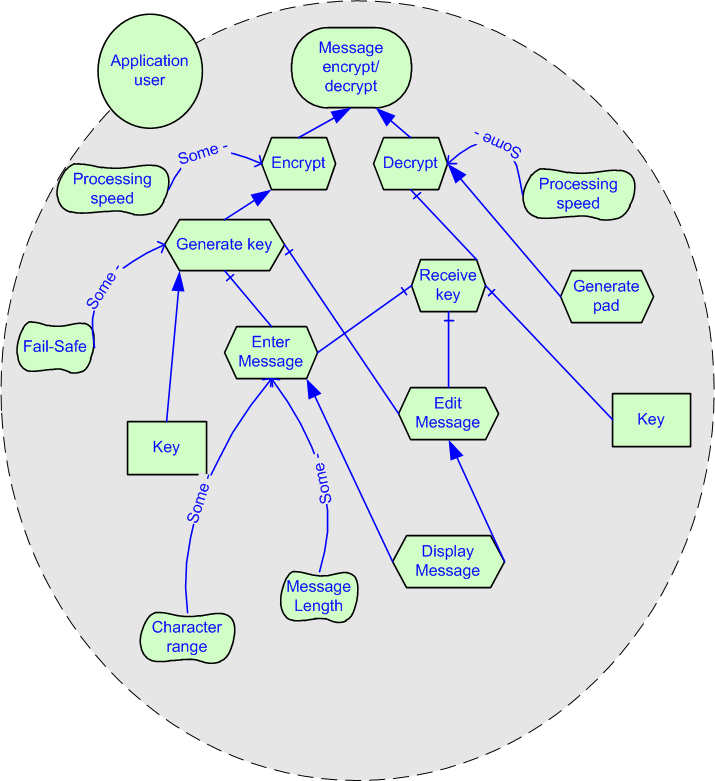 Application
user
Message
encrypt/
decrypt
Some -
Encrypt
Decrypt
Some -
Processing
speed
Processing
speed
Generate key
Receive
key
Generate
pad
Some -
Fail-Safe
Enter
Message
Edit
Message
Key
Key
Some -
Some -
Display
Message
Message
Length
Character
range